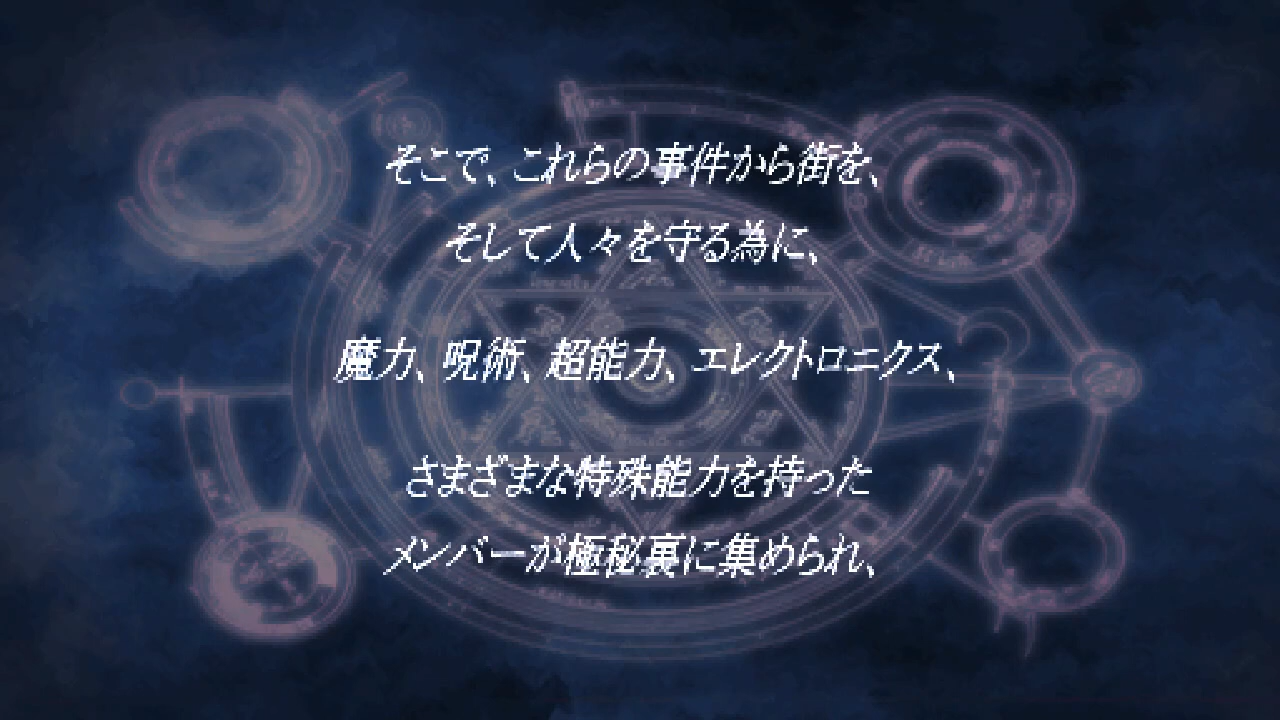 そこで、これらの事件から街を、
そして人々を守る為に、
魔力、呪術、超能力、エレクトロニクス、
さまざまな特殊能力を持った
メンバーが極秘裏に集められ、